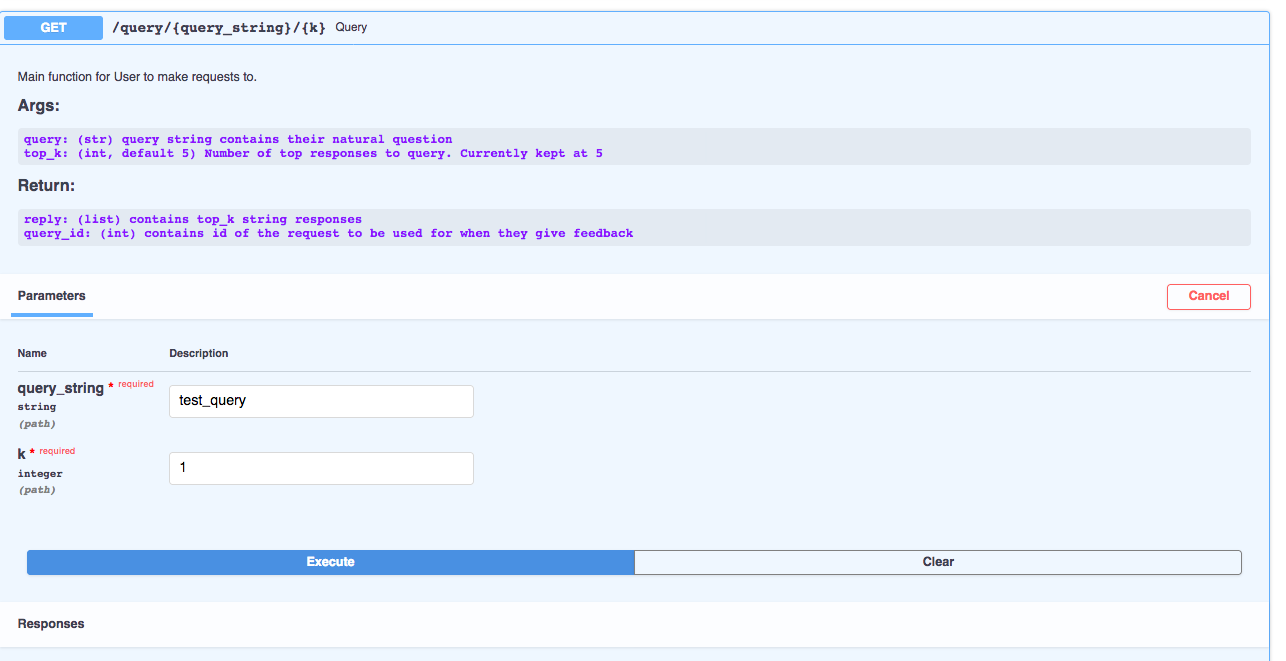 GET /query/{query_string}/{k} Query
Main function for User to make requests to.
Args:
query: (str) query string contains their natural question
top_k: (int, default 5) Number of top responses to query. Currently kept at 5
Return:
reply: (list) contains top_k string responses
query_id: (int) contains id of the request to be used for when they give feedback
Parameters
Cancel
Name Description
query_string * required
string
(path)
test_query
k * required
integer
(path)
1
Execute
Clear
Responses